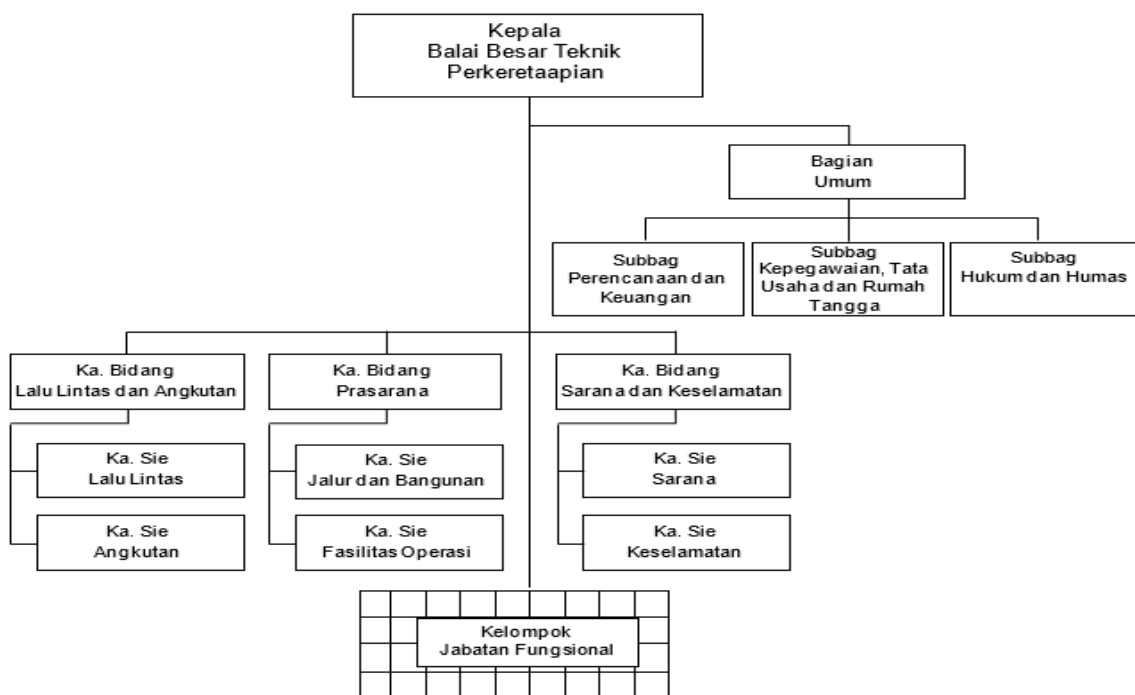 Kepala
Balai Besar Teknik
Perkeretaapian
Bagian
Umum
Subbag
Perencanaan dan
Keuangan
Subbag
Kepegawaian, Tata
Usaha dan Rumah
Tangga
Subbag
Hukum dan Humas
Ka. Bidang
Lalu Lintas dan Angkutan
Ka. Bidang
Prasarana
Ka. Bidang
Sarana dan Keselamatan
Ka. Sie
Lalu Lintas
Ka. Sie
Jalur dan Bangunan
Ka. Sie
Sarana
Ka. Sie
Angkutan
Ka. Sie
Fasilitas Operasi
Ka. Sie
Keselamatan
Kelompok
Jabatan Fungsional